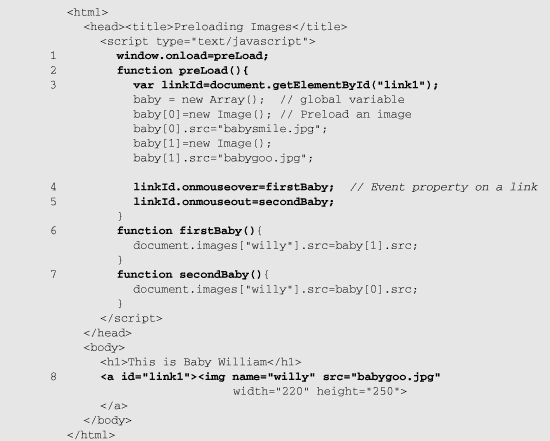 <html>
<head><title>Preloading Images</title>
<script type="text/javascript">
1 window.onload=preLoad;
2 function preLoad(){
3 var linkId=document.getElementById("link1");
baby = new Array(); // global variable
baby[0]=new Image(); // Preload an image
baby[0].src="babysmile.jpg";
baby[1]=new Image();
baby[1].src="babygoo.jpg";
4 linkId.onmouseover=firstBaby; // Event property on a link
5 linkId.onmouseout=secondBaby;
}
6 function firstBaby(){
document.images["willy"].src=baby[1].src;
}
7 function secondBaby(){
document.images["willy"].src=baby[0].src;
}
</script>
</head>
<body>
<h1>This is Baby William</h1>
8 <a id="link1"><img name="willy" src="babygoo.jpg"
width="220" height="250">
</a>
</body>
</html>